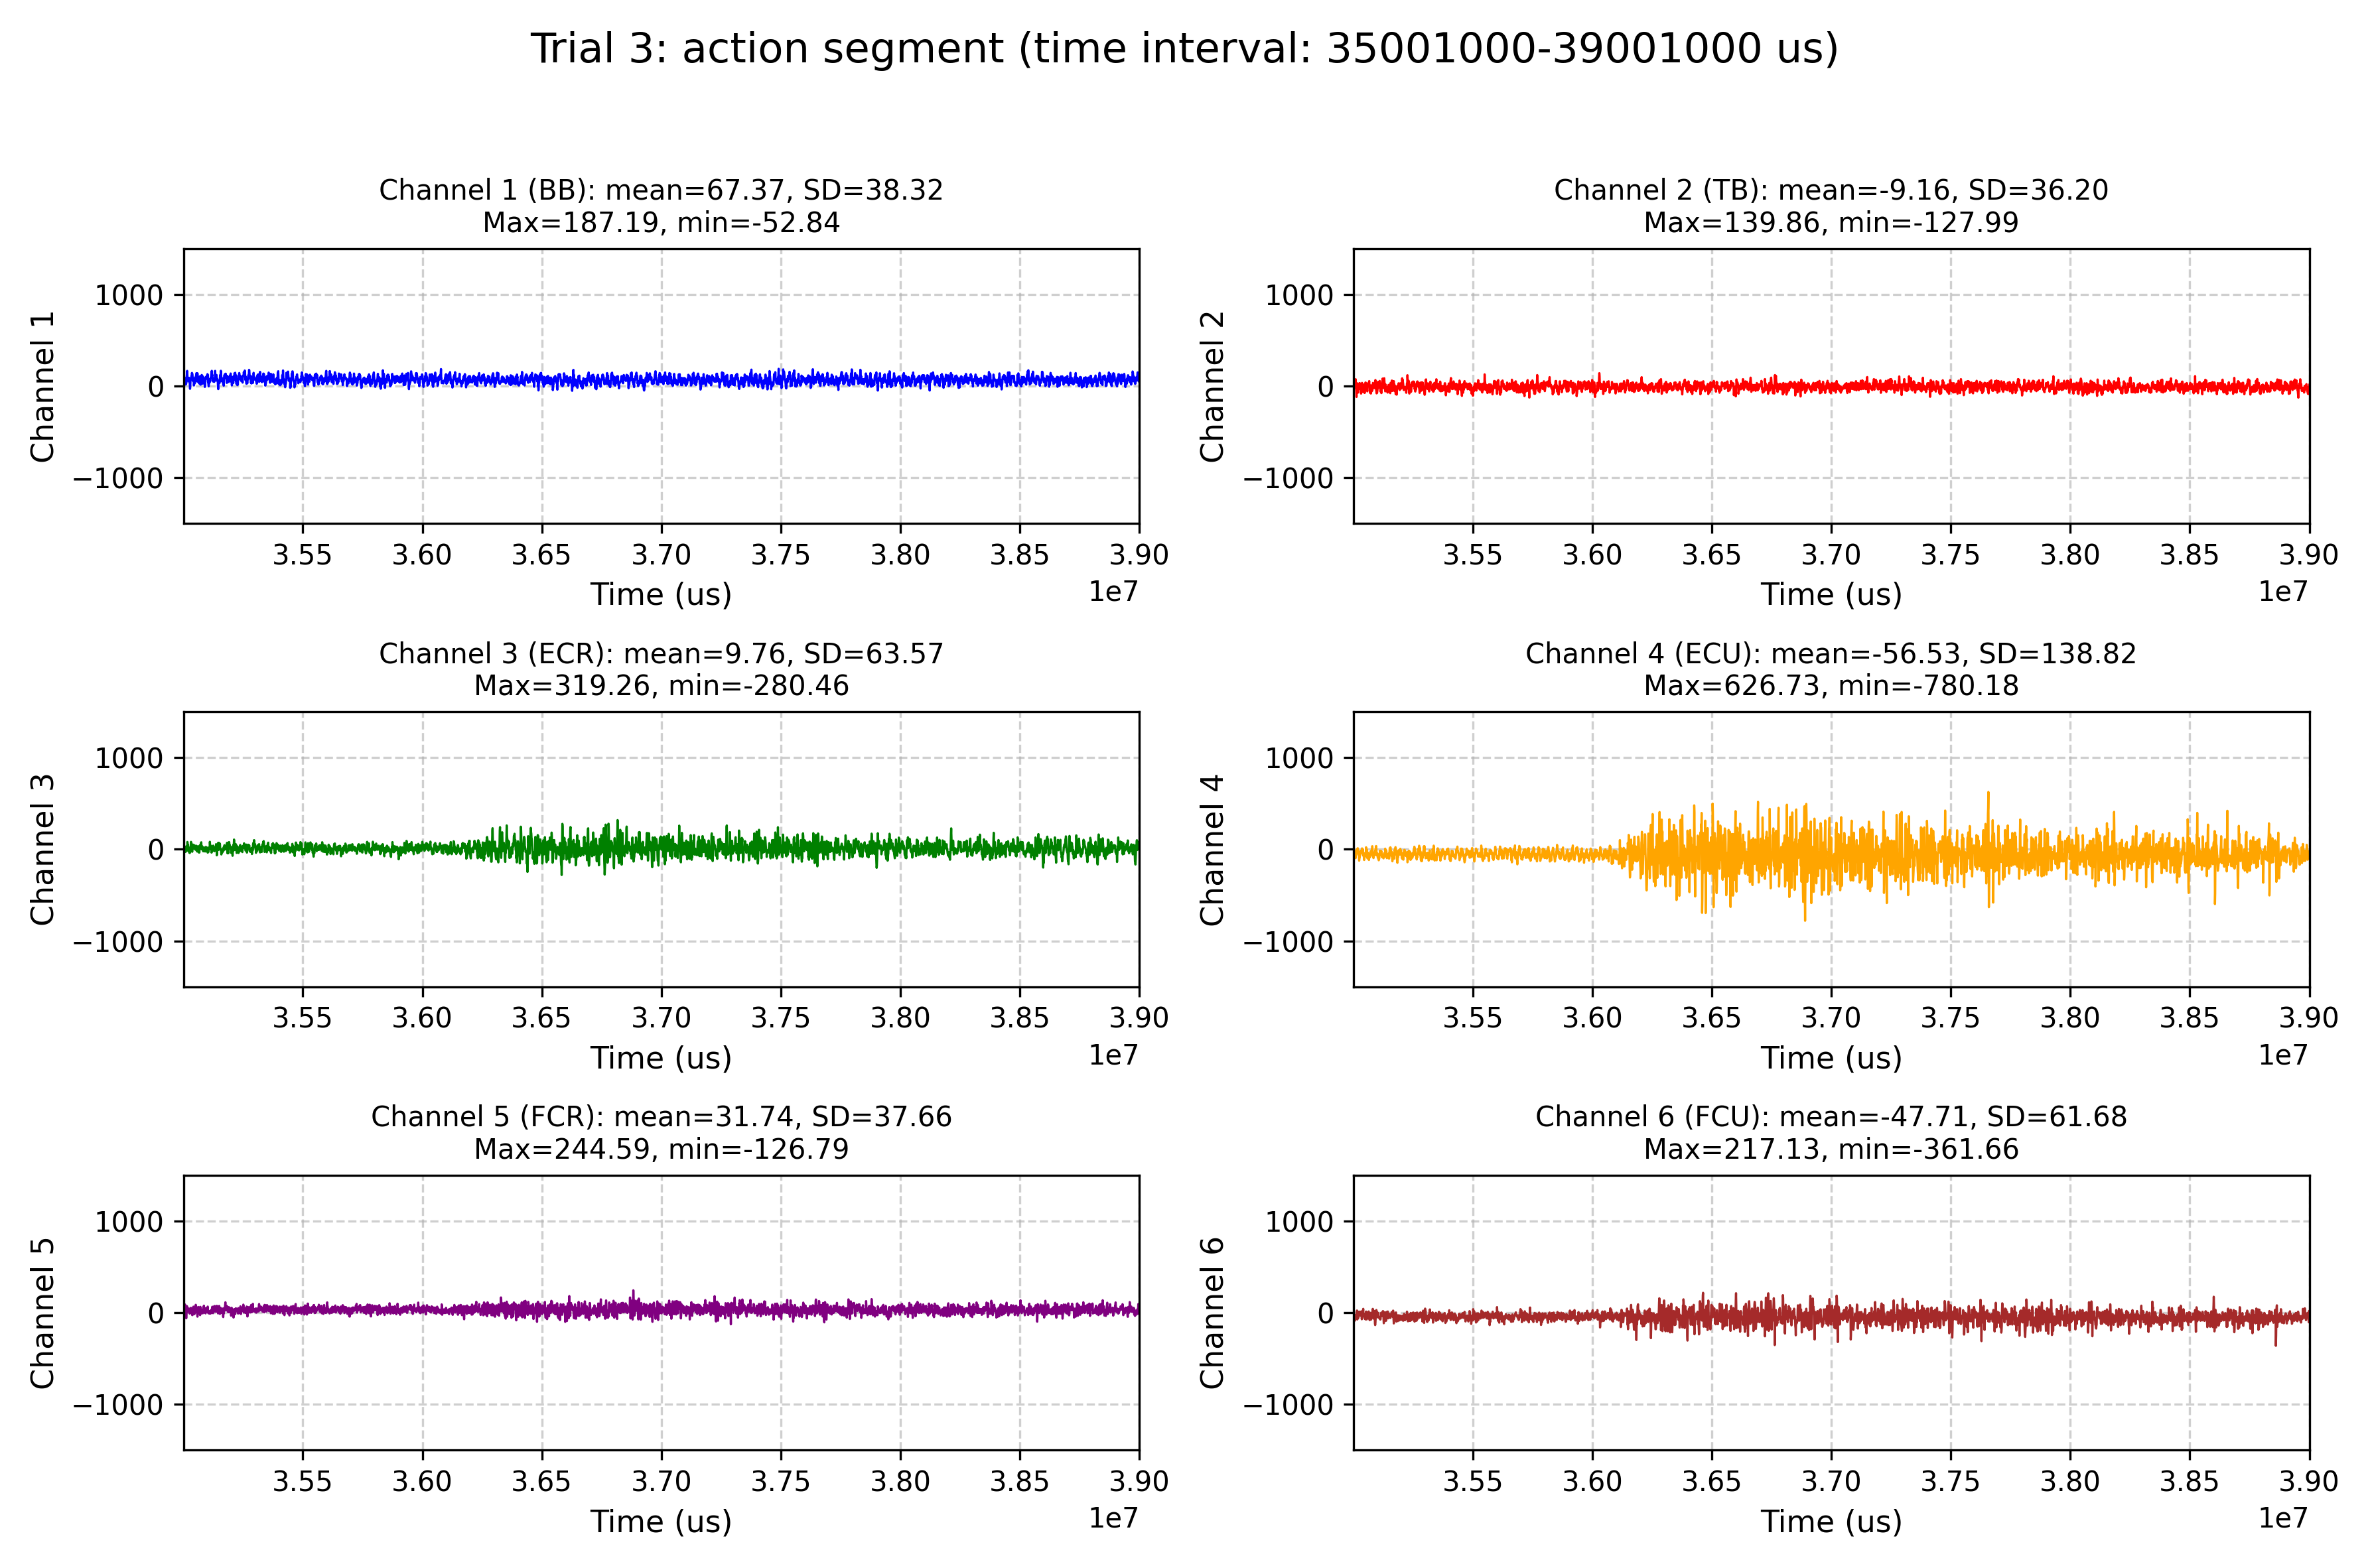 Trial 3: action segment (time interval: 35001000-39001000 us)
Channel 1 (BB): mean=67.37, SD=38.32
Max=187.19, min=-52.84
Channel 1
1000
0
−1000
3.55 3.60 3.65 3.70 3.75 3.80 3.85 3.90
1e7
Time (us)
Channel 2 (TB): mean=-9.16, SD=36.20
Max=139.86, min=-127.99
Channel 2
1000
0
−1000
3.55 3.60 3.65 3.70 3.75 3.80 3.85 3.90
1e7
Time (us)
Channel 3 (ECR): mean=9.76, SD=63.57
Max=319.26, min=-280.46
Channel 3
1000
0
−1000
3.55 3.60 3.65 3.70 3.75 3.80 3.85 3.90
1e7
Time (us)
Channel 4 (ECU): mean=-56.53, SD=138.82
Max=626.73, min=-780.18
Channel 4
1000
0
−1000
3.55 3.60 3.65 3.70 3.75 3.80 3.85 3.90
1e7
Time (us)
Channel 5 (FCR): mean=31.74, SD=37.66
Max=244.59, min=-126.79
Channel 5
1000
0
−1000
3.55 3.60 3.65 3.70 3.75 3.80 3.85 3.90
1e7
Time (us)
Channel 6 (FCU): mean=-47.71, SD=61.68
Max=217.13, min=-361.66
Channel 6
1000
0
−1000
3.55 3.60 3.65 3.70 3.75 3.80 3.85 3.90
1e7
Time (us)